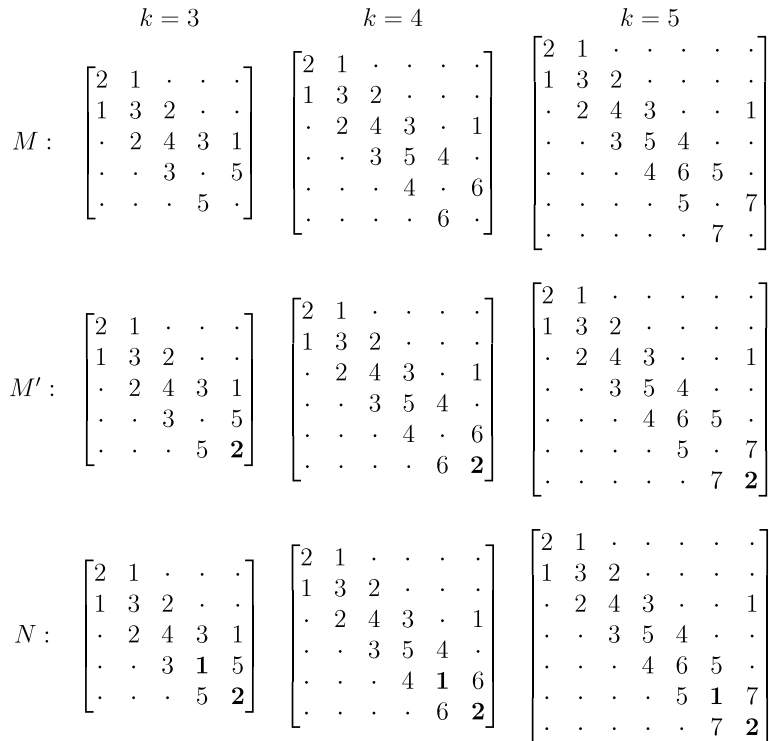 k = 3 k = 4 k = 5
M :
2 1 · · ·
1 3 2 · ·
· 2 4 3 1
· · 3 · 5
· · · 5 ·
2 1 · · · ·
1 3 2 · · ·
· 2 4 3 · 1
· · 3 5 4 ·
· · · 4 · 6
· · · · 6 ·
2 1 · · · · ·
1 3 2 · · · ·
· 2 4 3 · · 1
· · 3 5 4 · ·
· · · 4 6 5 ·
· · · · 5 · 7
· · · · · 7 ·
M′ :
2 1 · · ·
1 3 2 · ·
· 2 4 3 1
· · 3 · 5
· · · 5 2
2 1 · · · ·
1 3 2 · · ·
· 2 4 3 · 1
· · 3 5 4 ·
· · · 4 · 6
· · · · 6 2
2 1 · · · · ·
1 3 2 · · · ·
· 2 4 3 · · 1
· · 3 5 4 · ·
· · · 4 6 5 ·
· · · · 5 · 7
· · · · · 7 2
N :
2 1 · · ·
1 3 2 · ·
· 2 4 3 1
· · 3 1 5
· · · 5 2
2 1 · · · ·
1 3 2 · · ·
· 2 4 3 · 1
· · 3 5 4 ·
· · · 4 1 6
· · · · 6 2
2 1 · · · · ·
1 3 2 · · · ·
· 2 4 3 · · 1
· · 3 5 4 · ·
· · · 4 6 5 ·
· · · · 5 1 7
· · · · · 7 2